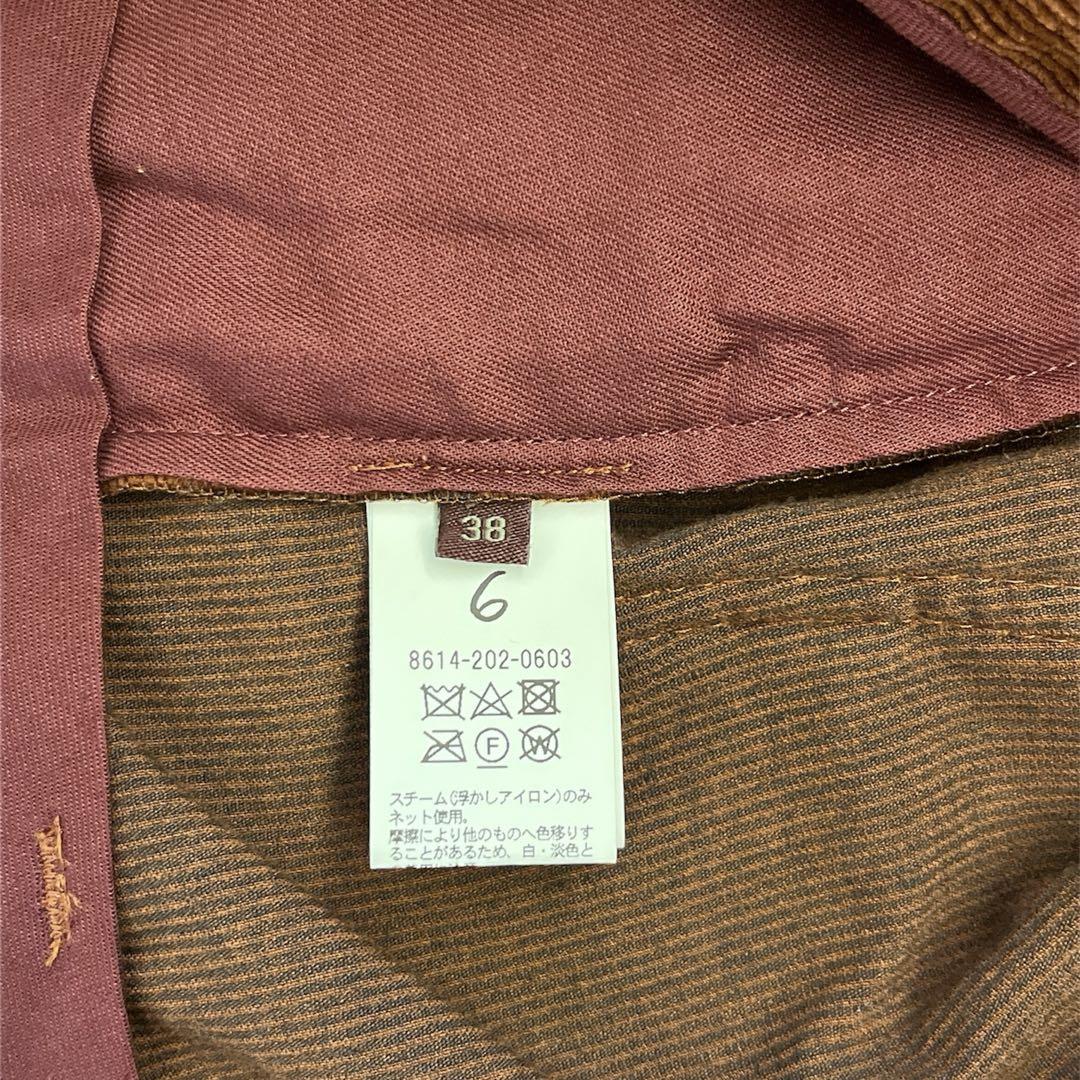 38
6
8614-202-0603
F
W
スチーム(浮かしアイロン)のみ
ネット使用。
摩擦により他のものへ色移りす
ることがあるため、白・淡色と